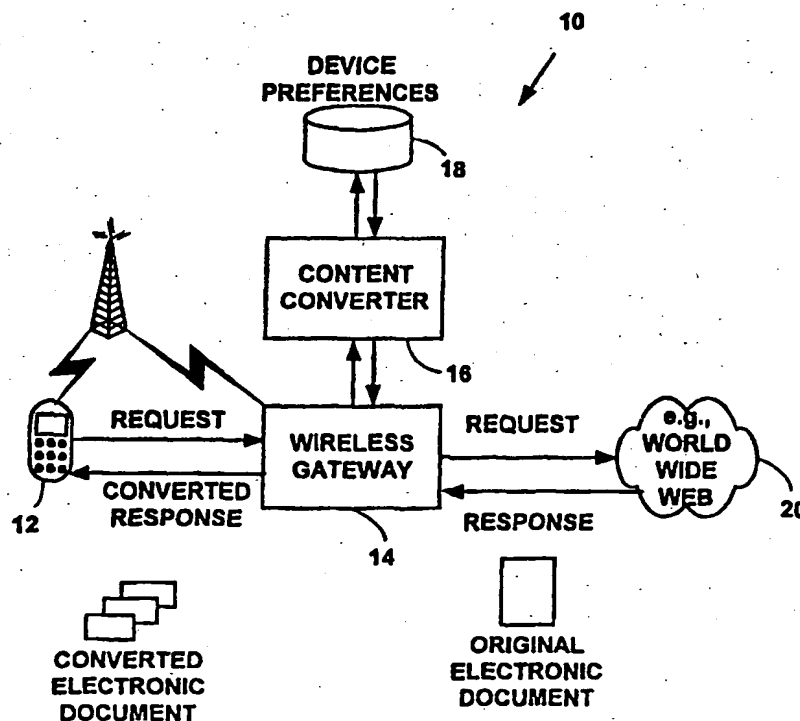 10
DEVICE
PREFERENCES
18
CONTENT
CONVERTER
16
REQUEST
WIRELESS
GATEWAY
REQUEST
e.g.,
WORLD
WIDE
WEB
CONVERTED
RESPONSE
12
14
RESPONSE
20
CONVERTED
ELECTRONIC
DOCUMENT
ORIGINAL
ELECTRONIC
DOCUMENT